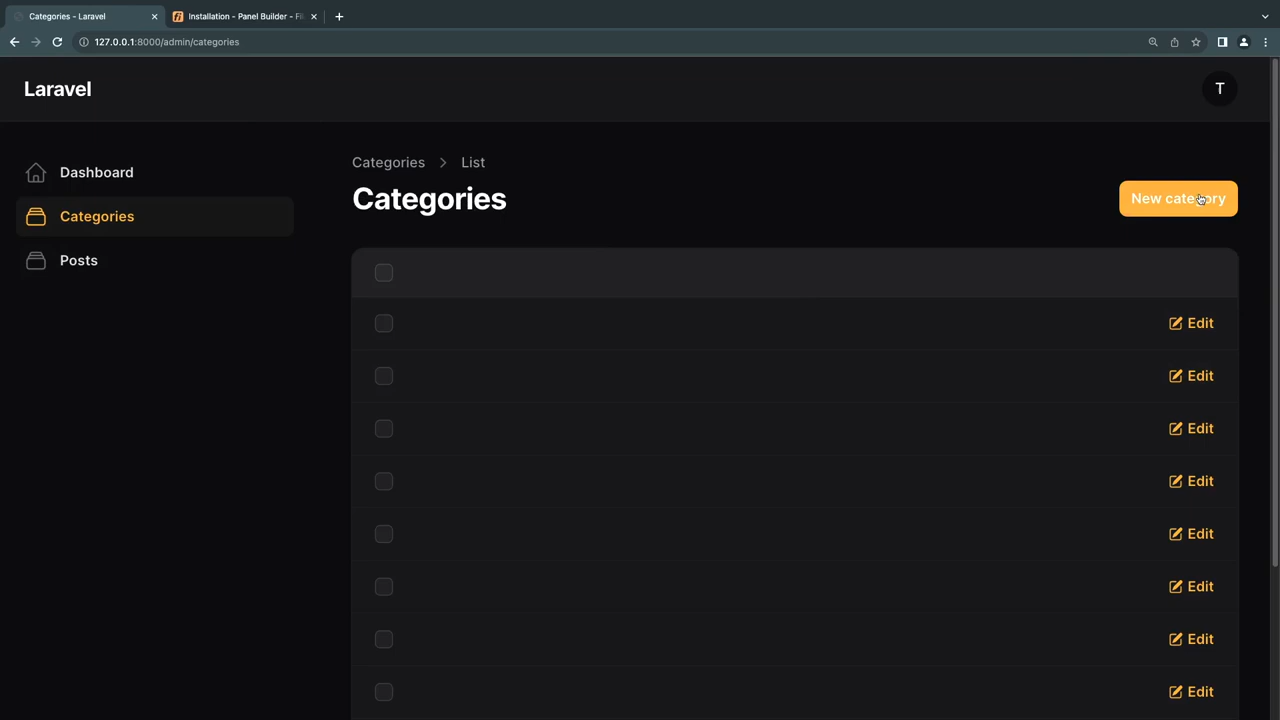 Categories - Laravel
Installation - Panel Builder - Fil
127.0.0.1:8000/admin/categories
Laravel
T
Dashboard
Categories
Posts
Categories > List
Categories
New category
Edit
Edit
Edit
Edit
Edit
Edit
Edit
Edit